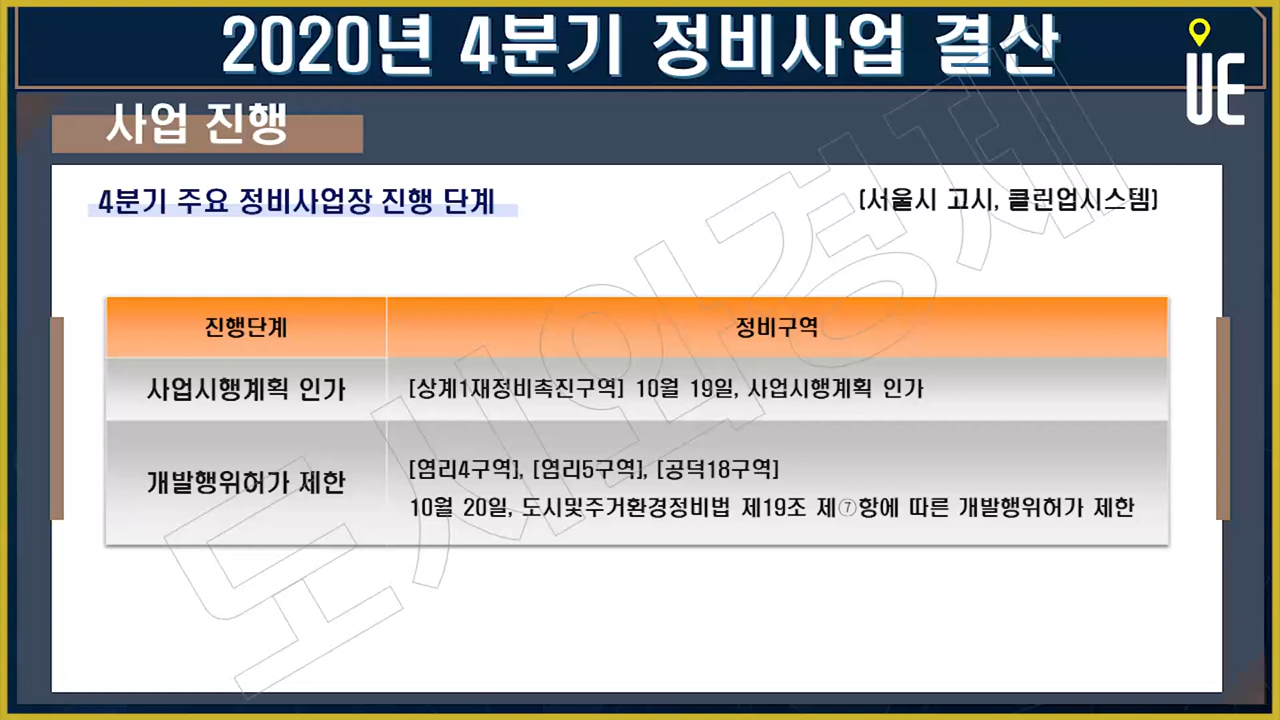 2020년 4분기 정비사업 결산
UE
사업 진행
4분기 주요 정비사업장 진행 단계
[서울시 고시, 클린업시스템]
진행단계
정비구역
사업시행계획 인가
[상계1재정비촉진구역] 10월 19일, 사업시행계획 인가
개발행위허가 제한
[염리4구역], [염리5구역], [공덕18구역]
10월 20일, 도시및주거환경정비법 제19조 제⑦항에 따른 개발행위허가 제한
도시와경제